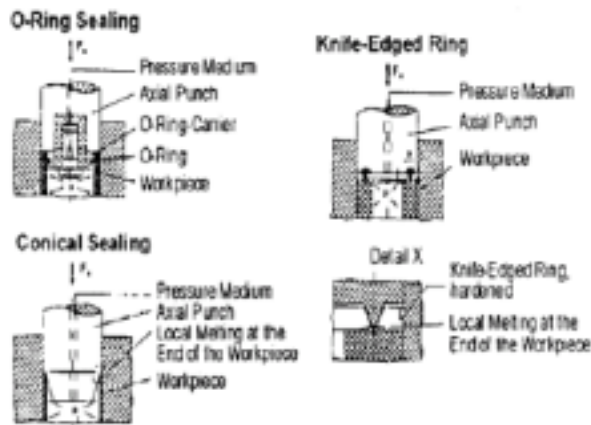 O-Ring Sealing
Pressure Medium
Axial Punch
O-Ring-Carrier
O-Ring
Workpiece
Knife-Edged Ring
Pressure Medium
Axial Punch
Workpiece
Conical Sealing
Pressure Medium
Axial Punch
Local Melting at the
End of the Workpiece
Workpiece
Detail X
Knife-Edged Ring,
hardened
Local Melting at the
End of the Workpiece